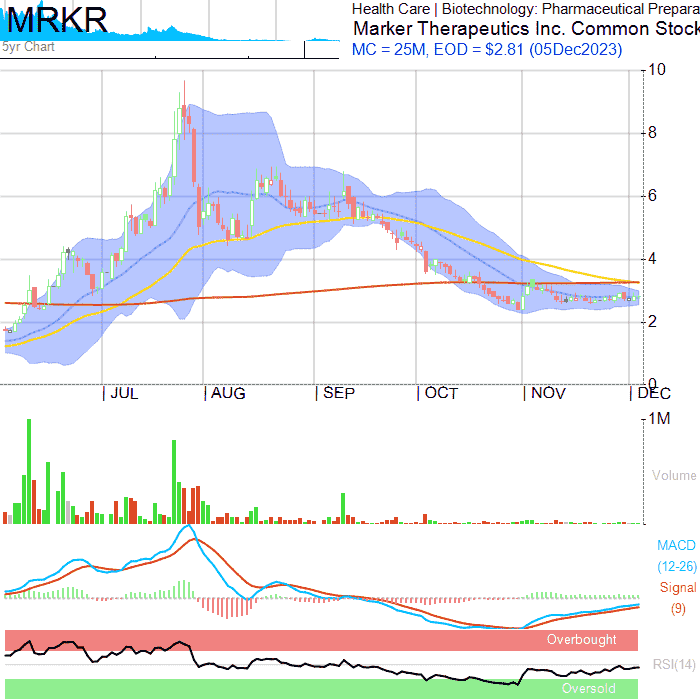 MRKR
5yr Chart
Health Care | Biotechnology: Pharmaceutical Prepara
Marker Therapeutics Inc. Common Stock
MC = 25M, EOD = $2.81 (05Dec2023)
10
8
6
4
2
0
JUL AUG SEP OCT NOV DEC
1M
Volume
MACD
(12-26)
Signal
(9)
Overbought
RSI(14)
Oversold